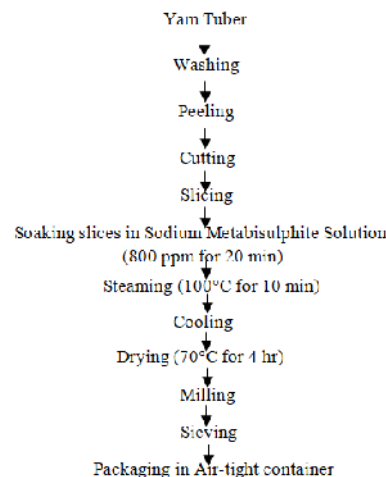 Yam Tuber
Washing
Peeling
Cutting
Slicing
Soaking slices in Sodium Metabisulphite Solution
(800 ppm for 20 min)
Steaming (100°C for 10 min)
Cooling
Drying (70°C for 4 hr)
Milling
Sieving
Packaging in Air-tight container